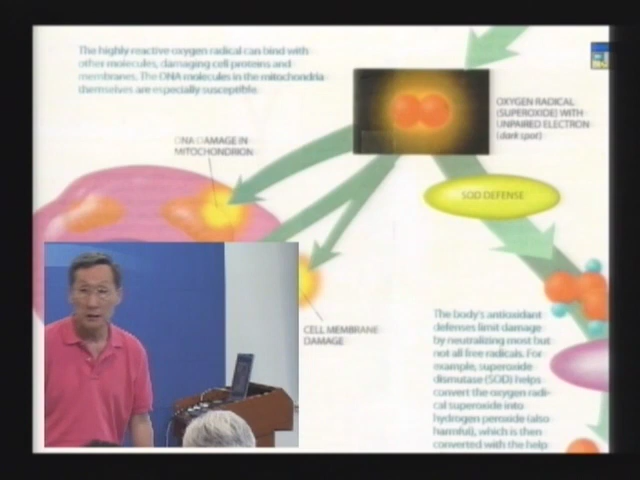 The highly reactive oxygen radical can bind with
other molecules, damaging cell proteins and
membranes. The DNA molecules in the mitochondria
themselves are especially susceptible.
OXYGEN RADICAL
(SUPEROXIDE) WITH
UNPAIRED ELECTRON
(dark spot)
DNA DAMAGE IN
MITOCHONDRION
SOD DEFENSE
CELL MEMBRANE
DAMAGE
The body's antioxidant
defenses limit damage
by neutralizing most but
not all free radicals. For
example, superoxide
dismutase (SOD) helps
convert the oxygen radi-
cal superoxide into
hydrogen peroxide (also
harmful), which is then
converted with the help